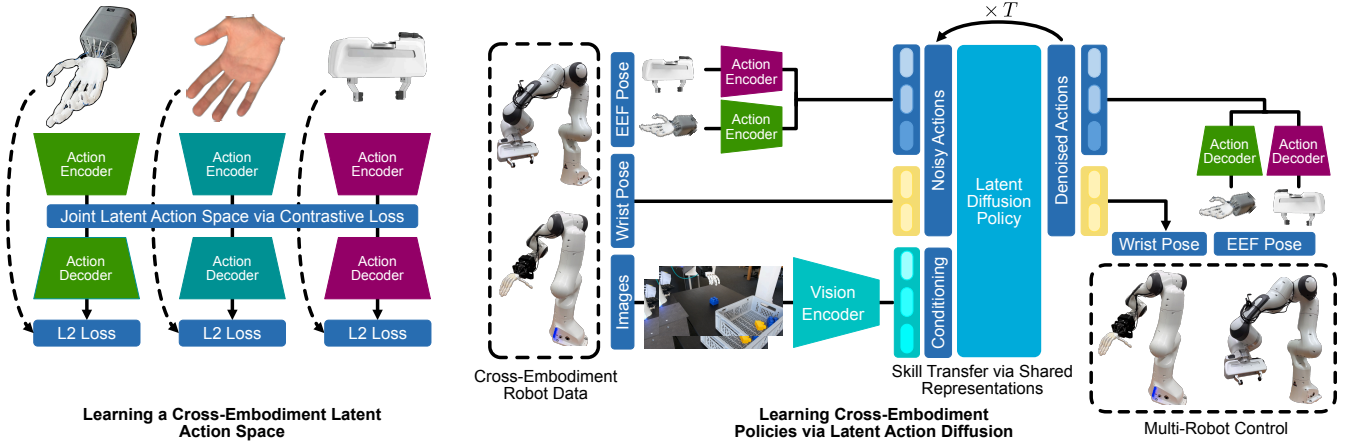 Action
Encoder
Action
Encoder
Action
Encoder
Joint Latent Action Space via Contrastive Loss
Action
Decoder
Action
Decoder
Action
Decoder
L2 Loss
L2 Loss
L2 Loss
Learning a Cross-Embodiment Latent
Action Space
Cross-Embodiment
Robot Data
EEF Pose
Wrist Pose
Images
Action
Encoder
Action
Encoder
Vision
Encoder
× T
Noisy Actions
Conditioning
Latent
Diffusion
Policy
Denoised Actions
Skill Transfer via Shared
Representations
Action
Decoder
Action
Decoder
Wrist Pose
EEF Pose
Multi-Robot Control
Learning Cross-Embodiment
Policies via Latent Action Diffusion